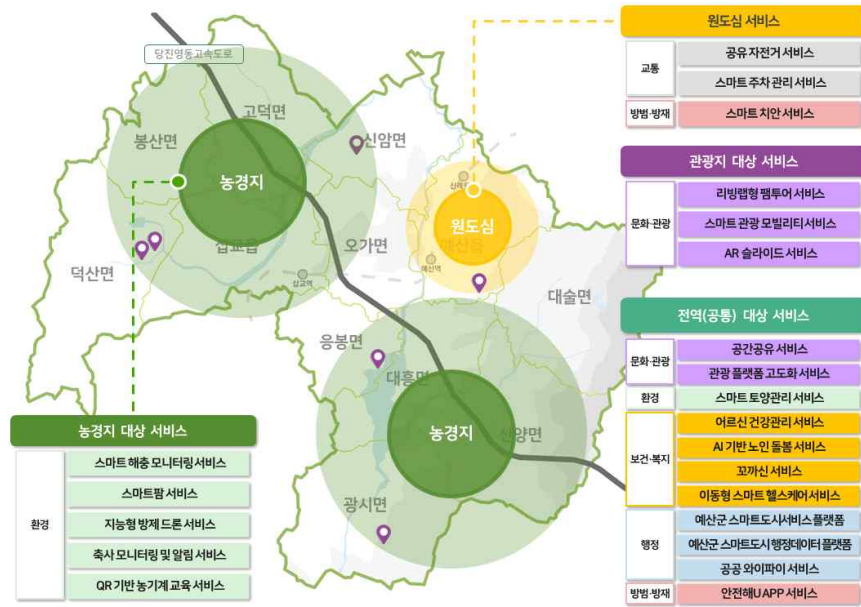 원도심 서비스
교통
공유 자전거 서비스
스마트 주차 관리 서비스
방범·방재
스마트 치안 서비스
관광지 대상 서비스
문화·관광
리빙랩형 팸투어 서비스
스마트 관광 모빌리티 서비스
AR 슬라이드 서비스
전역(공통) 대상 서비스
문화·관광
공간공유 서비스
관광 플랫폼 고도화 서비스
환경
스마트 토양관리 서비스
보건·복지
어르신 건강관리 서비스
AI 기반 노인 돌봄 서비스
꼬까신 서비스
이동형 스마트 헬스케어 서비스
행정
예산군 스마트도시서비스 플랫폼
예산군 스마트도시 행정데이터 플랫폼
공공 와이파이 서비스
방범·방재
안전해U APP 서비스
당진영동고속도로
고덕면
봉산면
신암면
농경지
원도심
예산읍
삽교읍
오가면
덕산면
삽교역
예산역
대술면
응봉면
대흥면
농경지
신양면
광시면
농경지 대상 서비스
환경
스마트 해충 모니터링 서비스
스마트팜 서비스
지능형 방제 드론 서비스
축사 모니터링 및 알림 서비스
QR 기반 농기계 교육 서비스